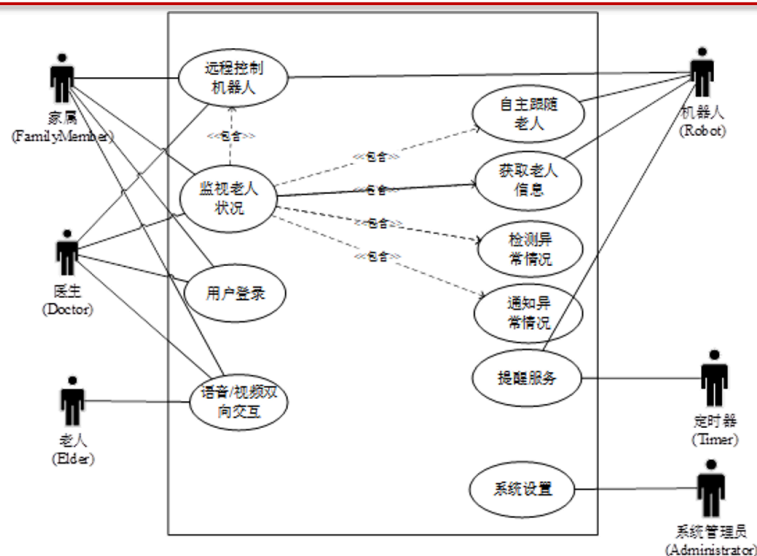 远程控制
机器人
家属
(FamilyMember)
机器人
(Robot)
自主跟随
老人
<<包含>>
<<包含>>
监视老人
状况
<<包含>>
获取老人
信息
<<包含>>
检测异
常情况
<<包含>>
通知异
常情况
医生
(Doctor)
用户登录
语音/视频双
向交互
老人
(Elder)
提醒服务
定时器
(Timer)
系统设置
系统管理员
(Administrator)